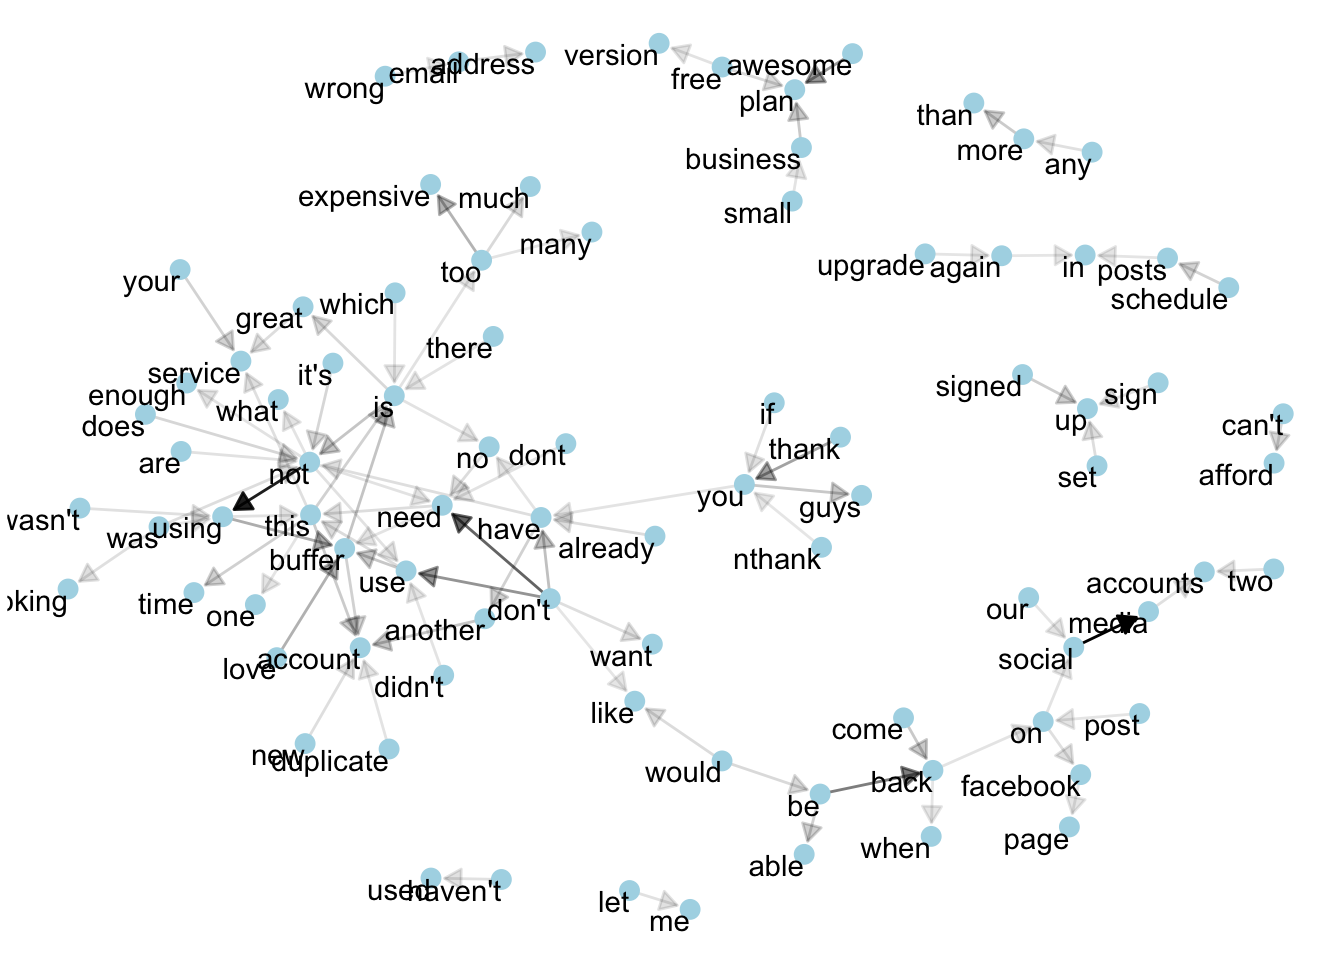 version
address
email
wrong
awesome
free
plan
than
more
any
business
small
expensive
much
many
too
upgrade
again
in
posts
schedule
your
great
which
there
service
it's
enough
what
is
does
are
not
no
dont
if
thank
you
guys
nthank
signed
sign
up
set
can't
afford
wasn't
was
using
this
need
have
already
buffer
use
oking
time
one
don't
another
love
account
didn't
want
like
new
duplicate
accounts
two
our
media
social
come
on
post
would
back
be
facebook
page
when
able
used
haven't
let
me